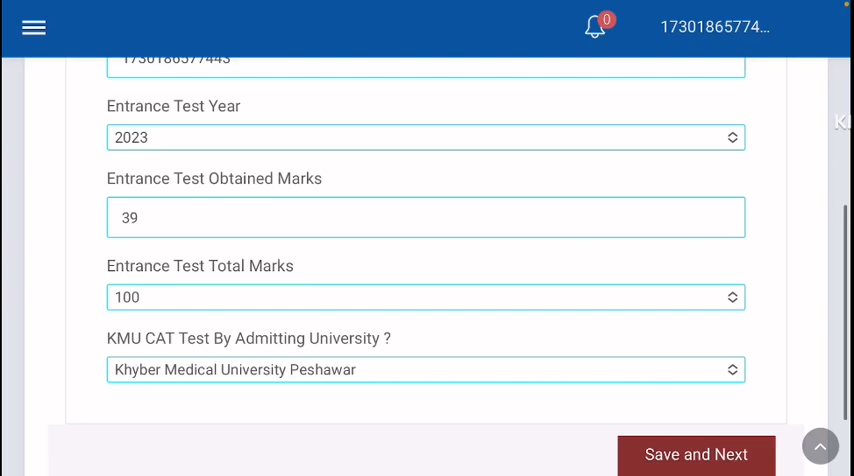 0
17301865774...
1730186577443
Entrance Test Year
2023
Entrance Test Obtained Marks
39
Entrance Test Total Marks
100
KMU CAT Test By Admitting University ?
Khyber Medical University Peshawar
Save and Next